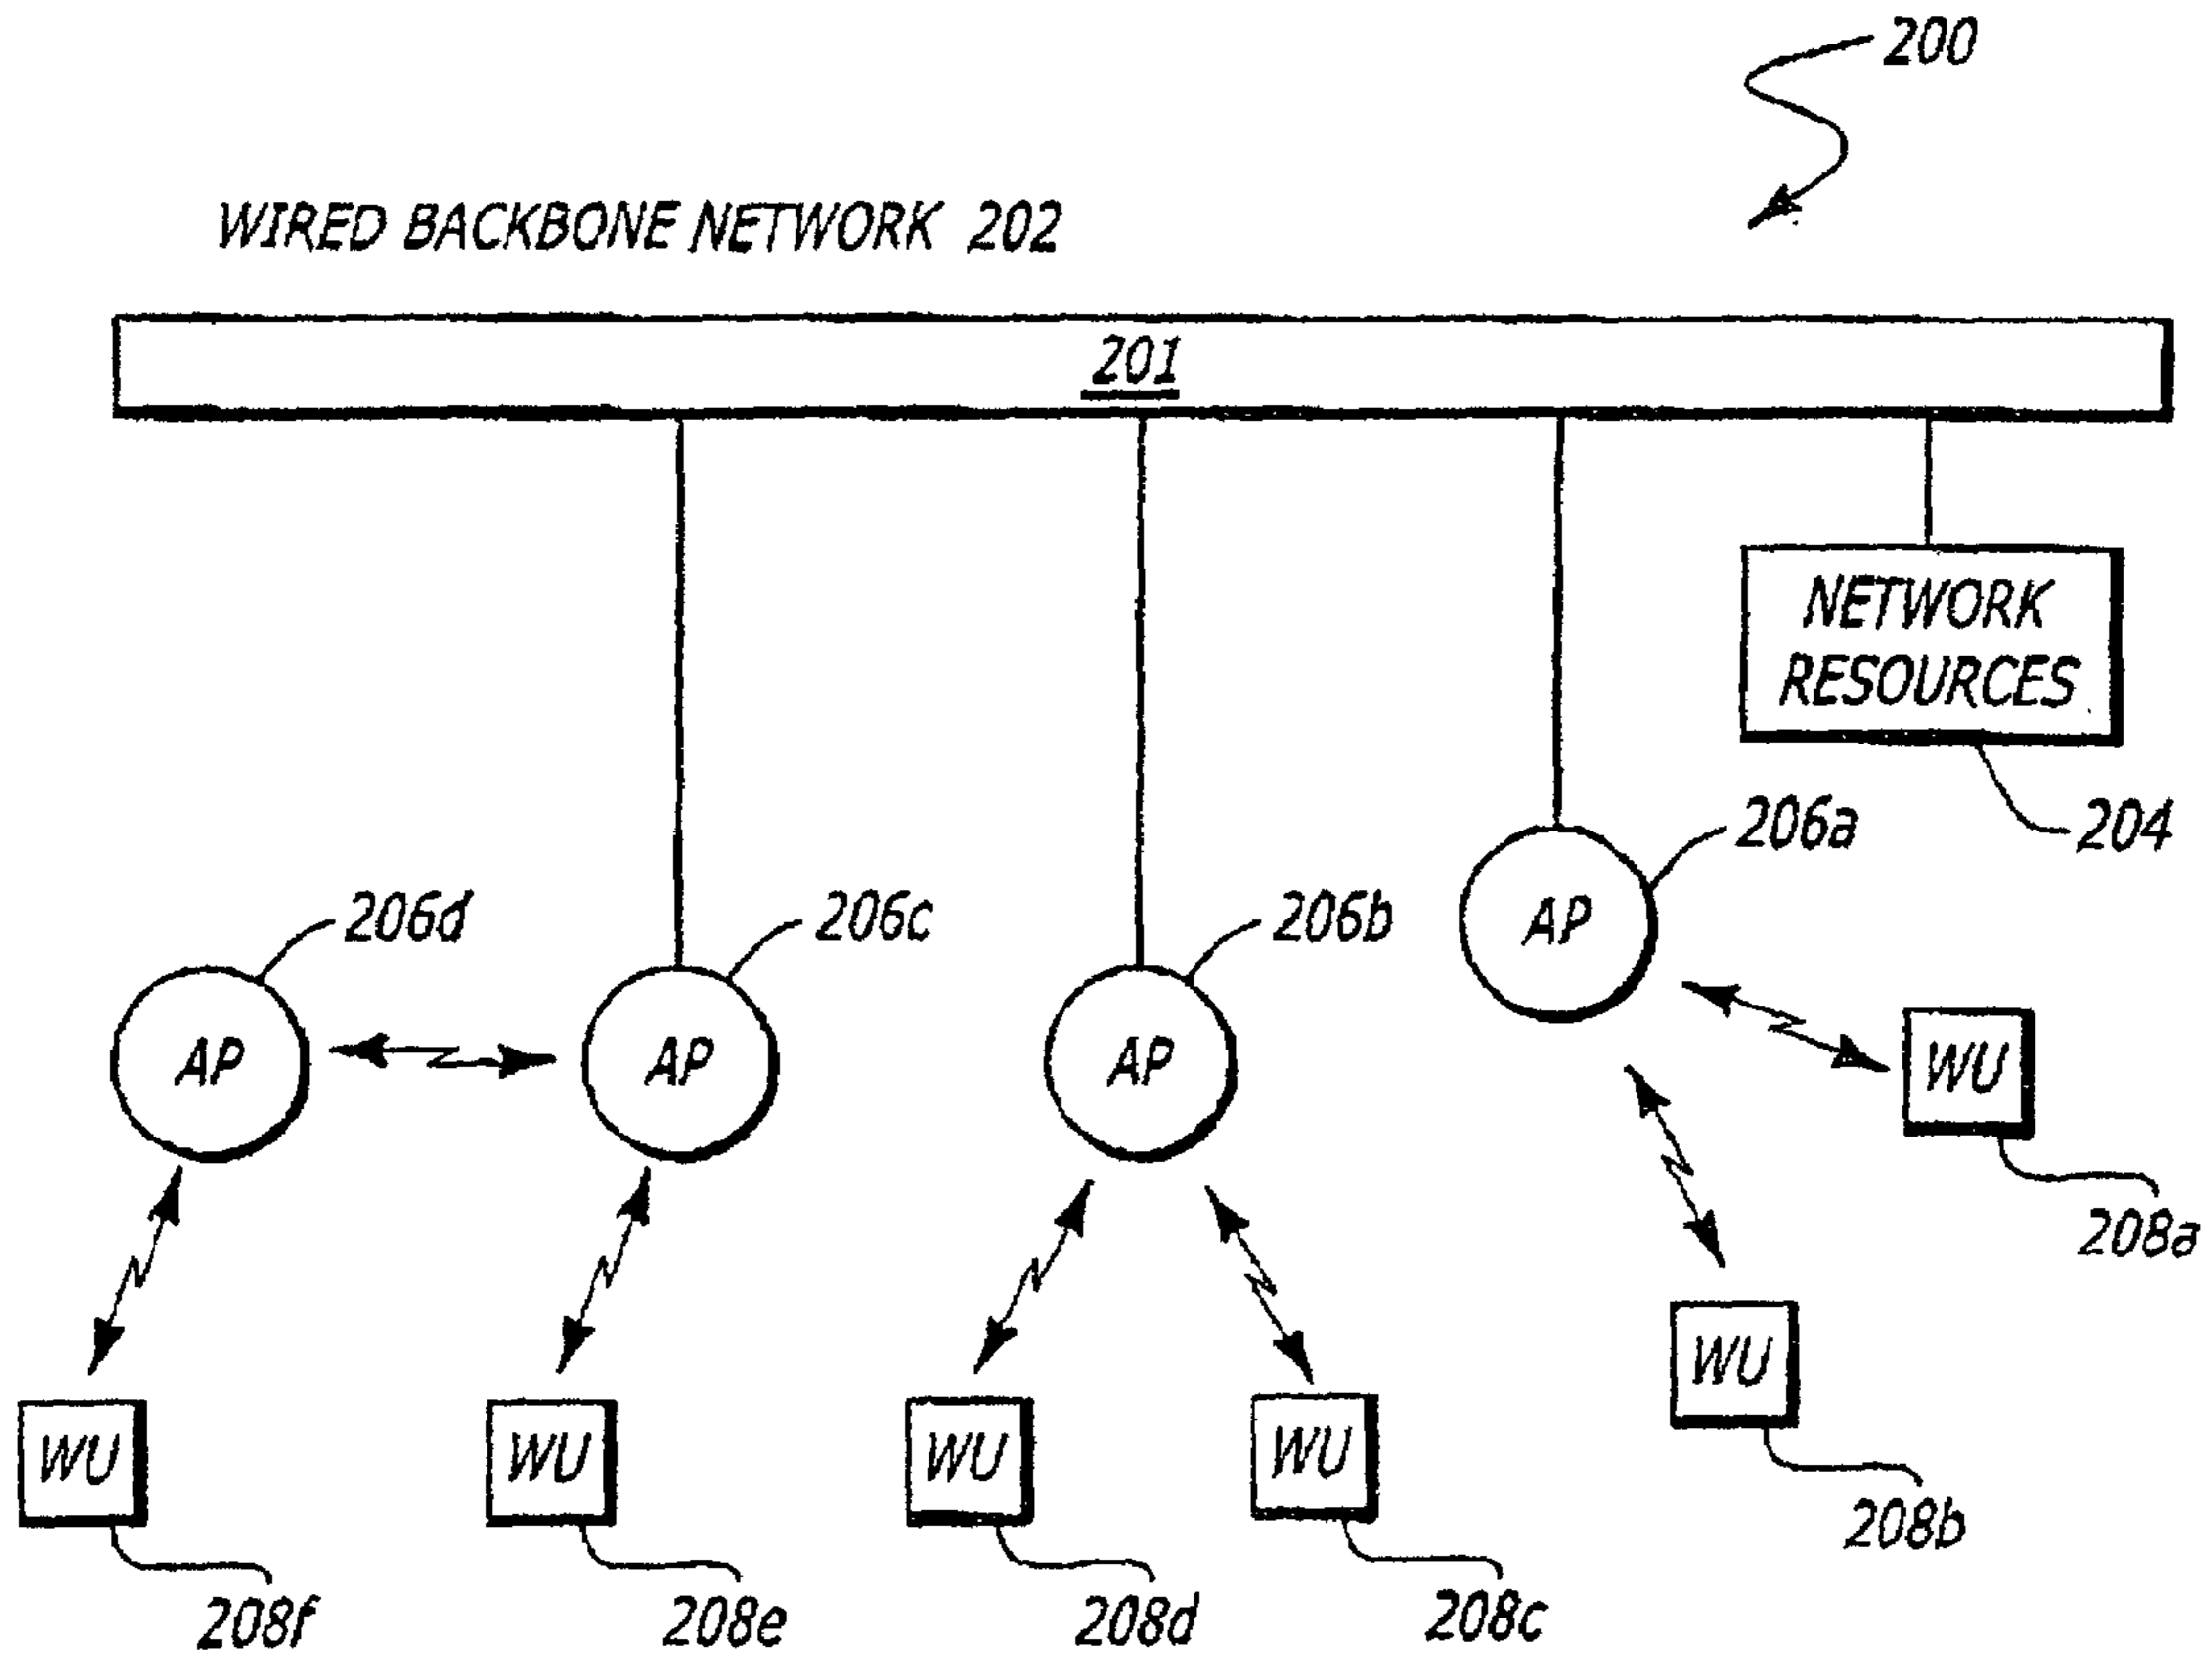 200
WIRED BACKBONE NETWORK 202
201
NETWORK
RESOURCES
204
206a
AP
206d
206c
206b
AP
AP
AP
WU
208a
WU
208b
WU
WU
WU
WU
208f
208e
208d
208c